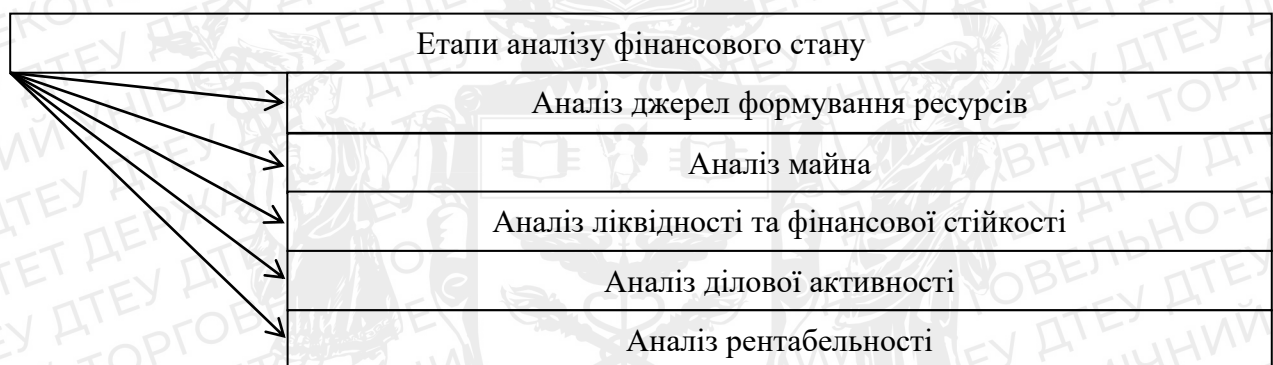 Етапи аналізу фінансового стану
Аналіз джерел формування ресурсів
Аналіз майна
Аналіз ліквідності та фінансової стійкості
Аналіз ділової активності
Аналіз рентабельності